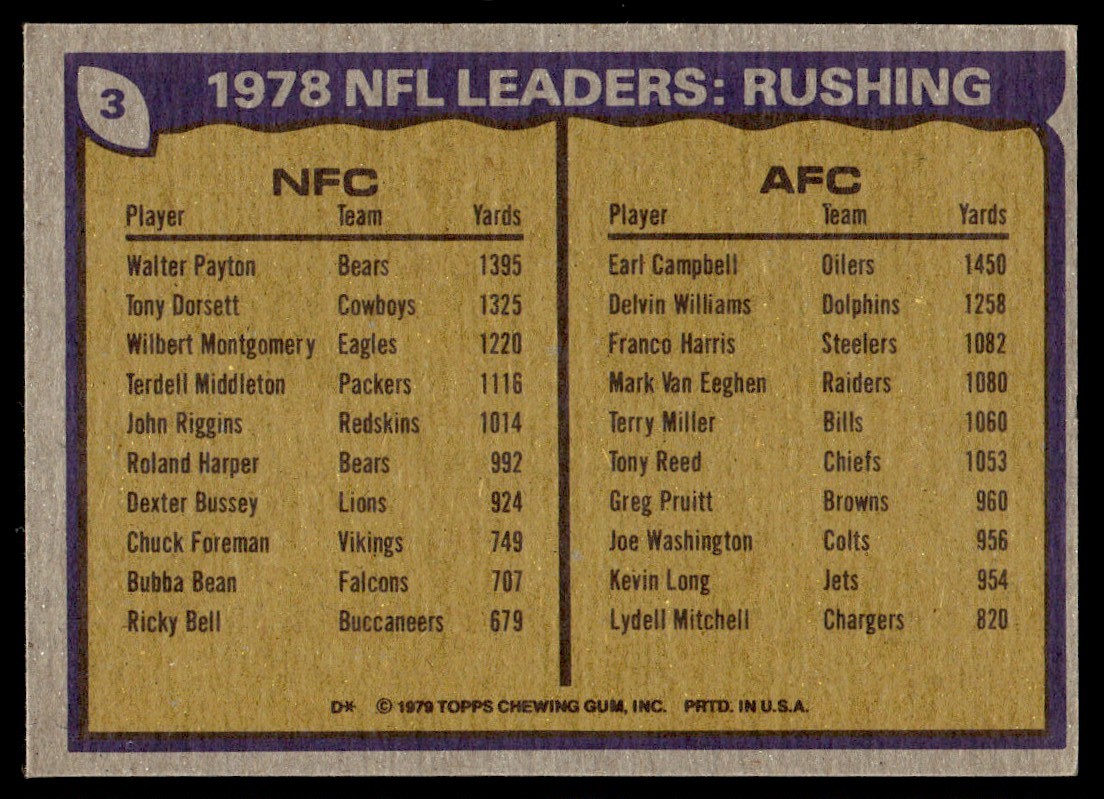 3
1978 NFL LEADERS: RUSHING
NFC
Player Team Yards
Walter Payton Bears 1395
Tony Dorsett Cowboys 1325
Wilbert Montgomery Eagles 1220
Terdell Middleton Packers 1116
John Riggins Redskins 1014
Roland Harper Bears 992
Dexter Bussey Lions 924
Chuck Foreman Vikings 749
Bubba Bean Falcons 707
Ricky Bell Buccaneers 679
AFC
Player Team Yards
Earl Campbell Oilers 1450
Delvin Williams Dolphins 1258
Franco Harris Steelers 1082
Mark Van Eeghen Raiders 1080
Terry Miller Bills 1060
Tony Reed Chiefs 1053
Greg Pruitt Browns 960
Joe Washington Colts 956
Kevin Long Jets 954
Lydell Mitchell Chargers 820
D* © 1979 TOPPS CHEWING GUM, INC. PRTD. IN U.S.A.